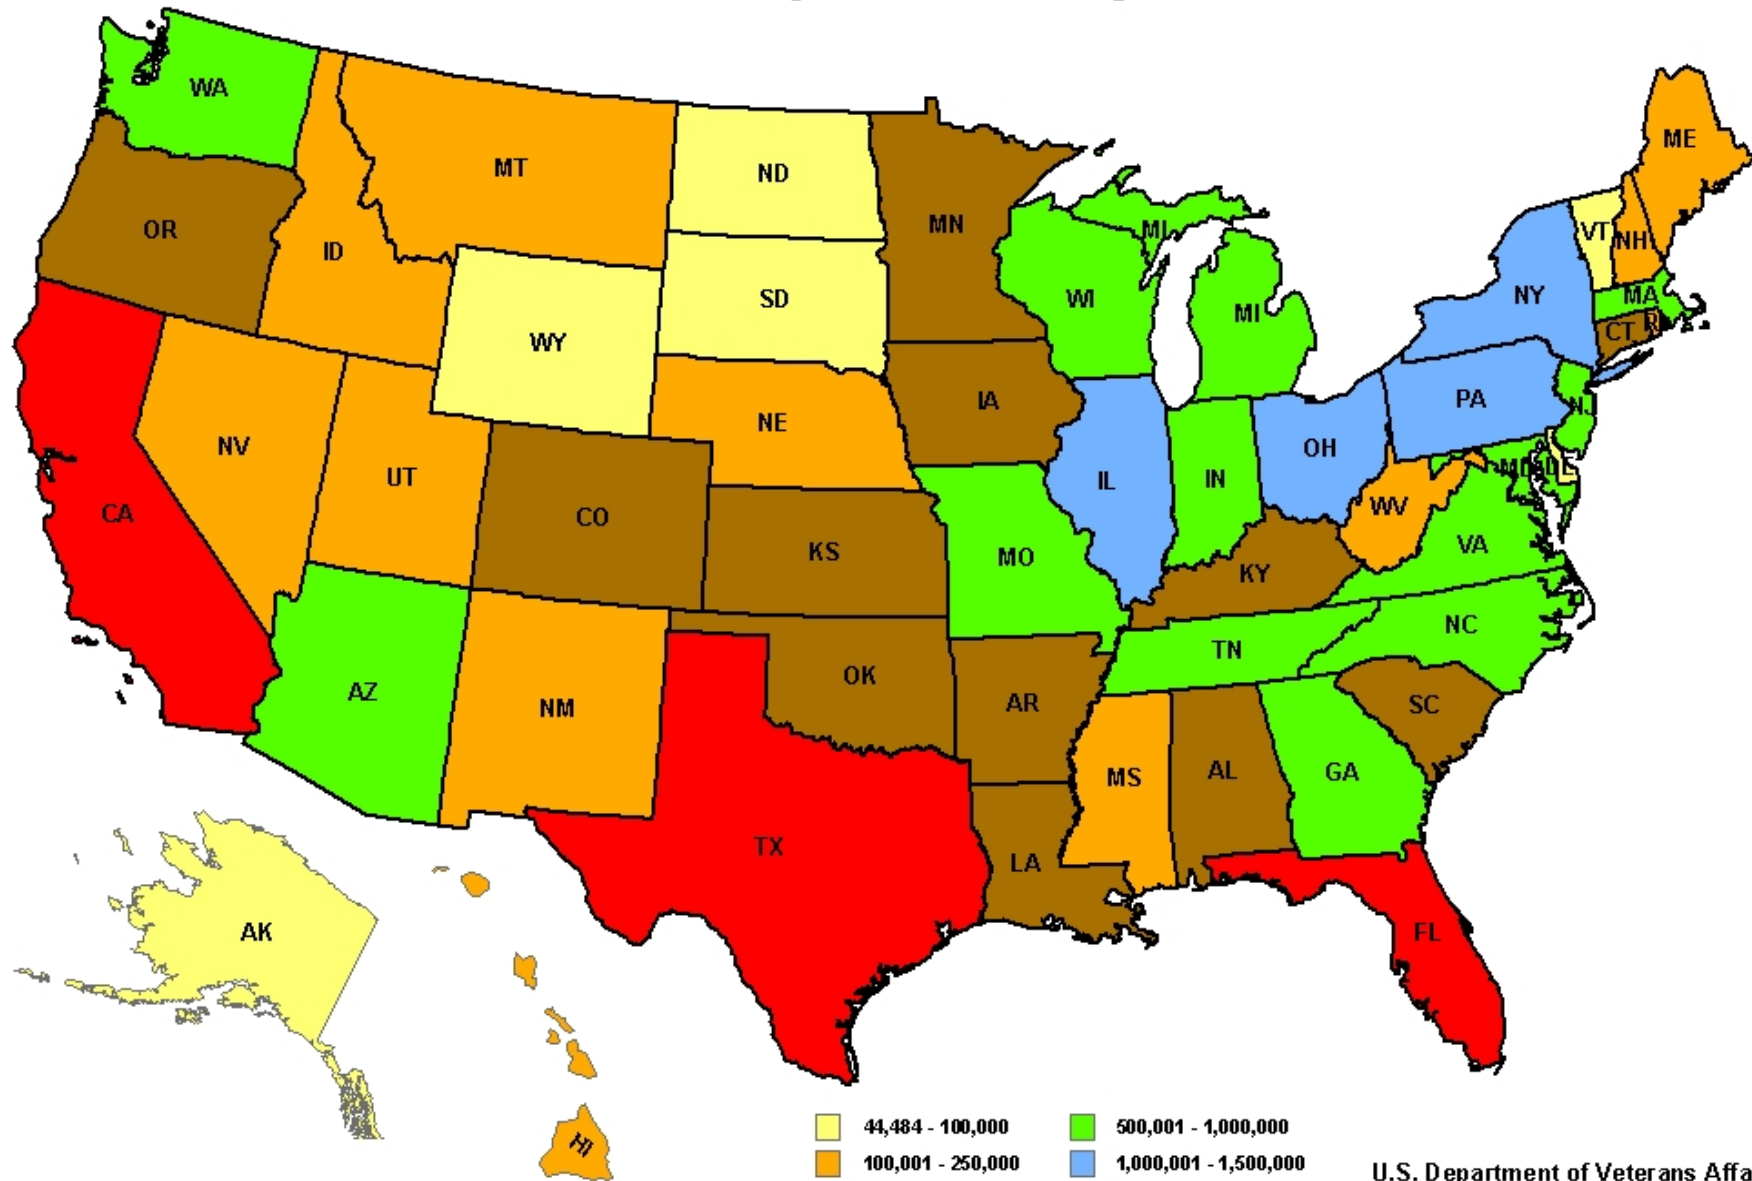 WA
MT
ND
MN
ME
OR
ID
SD
WI
MI
MI
VT
NH
NY
MA
CT
R
WY
IA
NE
PA
NJ
NV
UT
CO
KS
IL
IN
OH
WV
MD
DE
VA
CA
MO
KY
NC
TN
AZ
NM
OK
AR
SC
MS
AL
GA
TX
LA
FL
AK
HI
44,484 - 100,000
500,001 - 1,000,000
100,001 - 250,000
1,000,001 - 1,500,000
U.S. Department of Veterans Affa